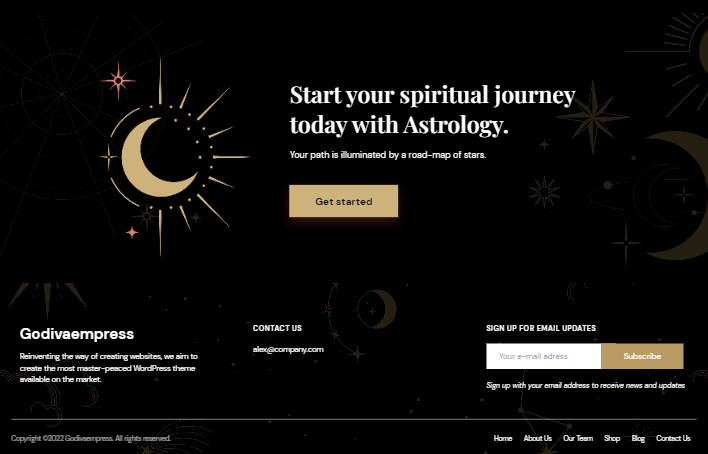 Start your spiritual journey
today with Astrology.
Your path is illuminated by a road-map of stars.
Get started
Godivaempress
Reinventing the way of creating websites, we aim to
create the most master-peaced WordPress theme
available on the market.
CONTACT US
alex@company.com
SIGN UP FOR EMAIL UPDATES
Your e-mail adress
Subscribe
Sign up with your email address to receive news and updates
Copyright ©2022 Godivaempress. All rights reserved.
Home About Us Our Team Shop Blog Contact Us